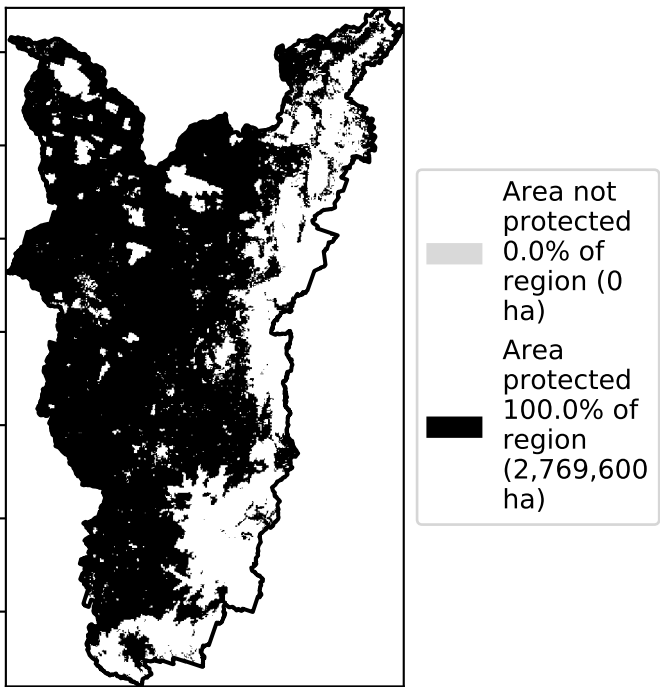 Area not
protected
0.0% of
region (0
ha)
Area
protected
100.0% of
region
(2,769,600
ha)